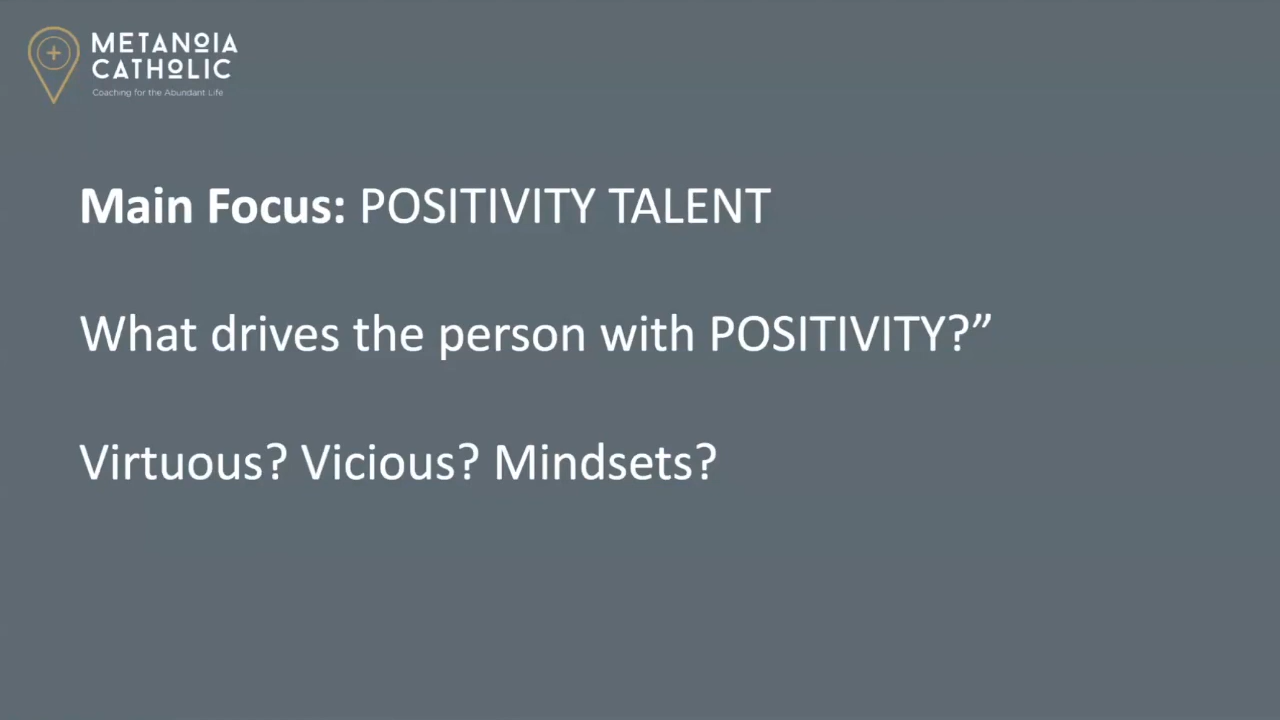 METANOIA
CATHOLIC
Coaching for the Abundant Life
Main Focus: POSITIVITY TALENT
What drives the person with POSITIVITY?”
Virtuous? Vicious? Mindsets?